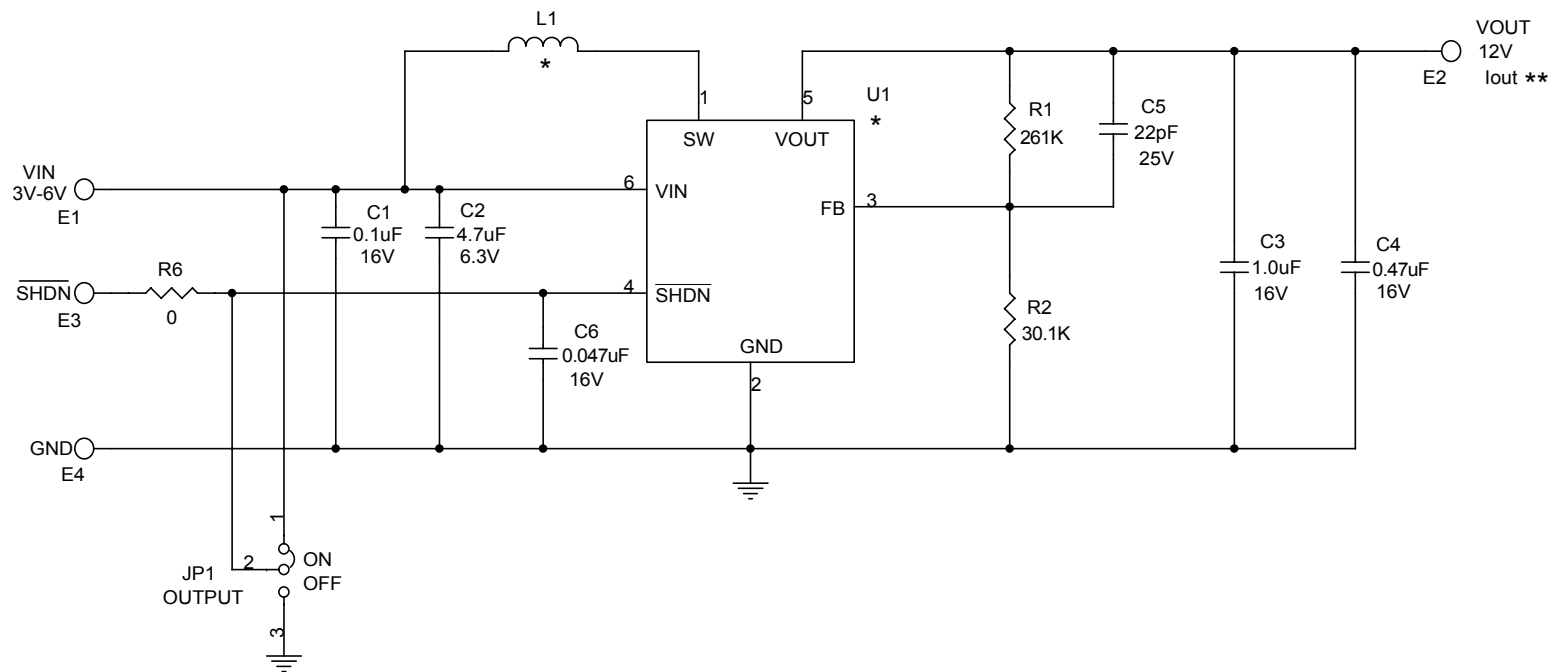 L1
*
VOUT
12V
E2
Iout **
1
5
U1
*
R1
261K
C5
22pF
25V
SW
VOUT
VIN
3V-6V
E1
6
VIN
FB
3
C1
0.1uF
16V
C2
4.7uF
6.3V
C3
1.0uF
16V
C4
0.47uF
16V
SHDN
E3
R6
0
4
SHDN
R2
30.1K
C6
0.047uF
16V
GND
2
GND
E4
1
2
ON
OFF
JP1
OUTPUT
3